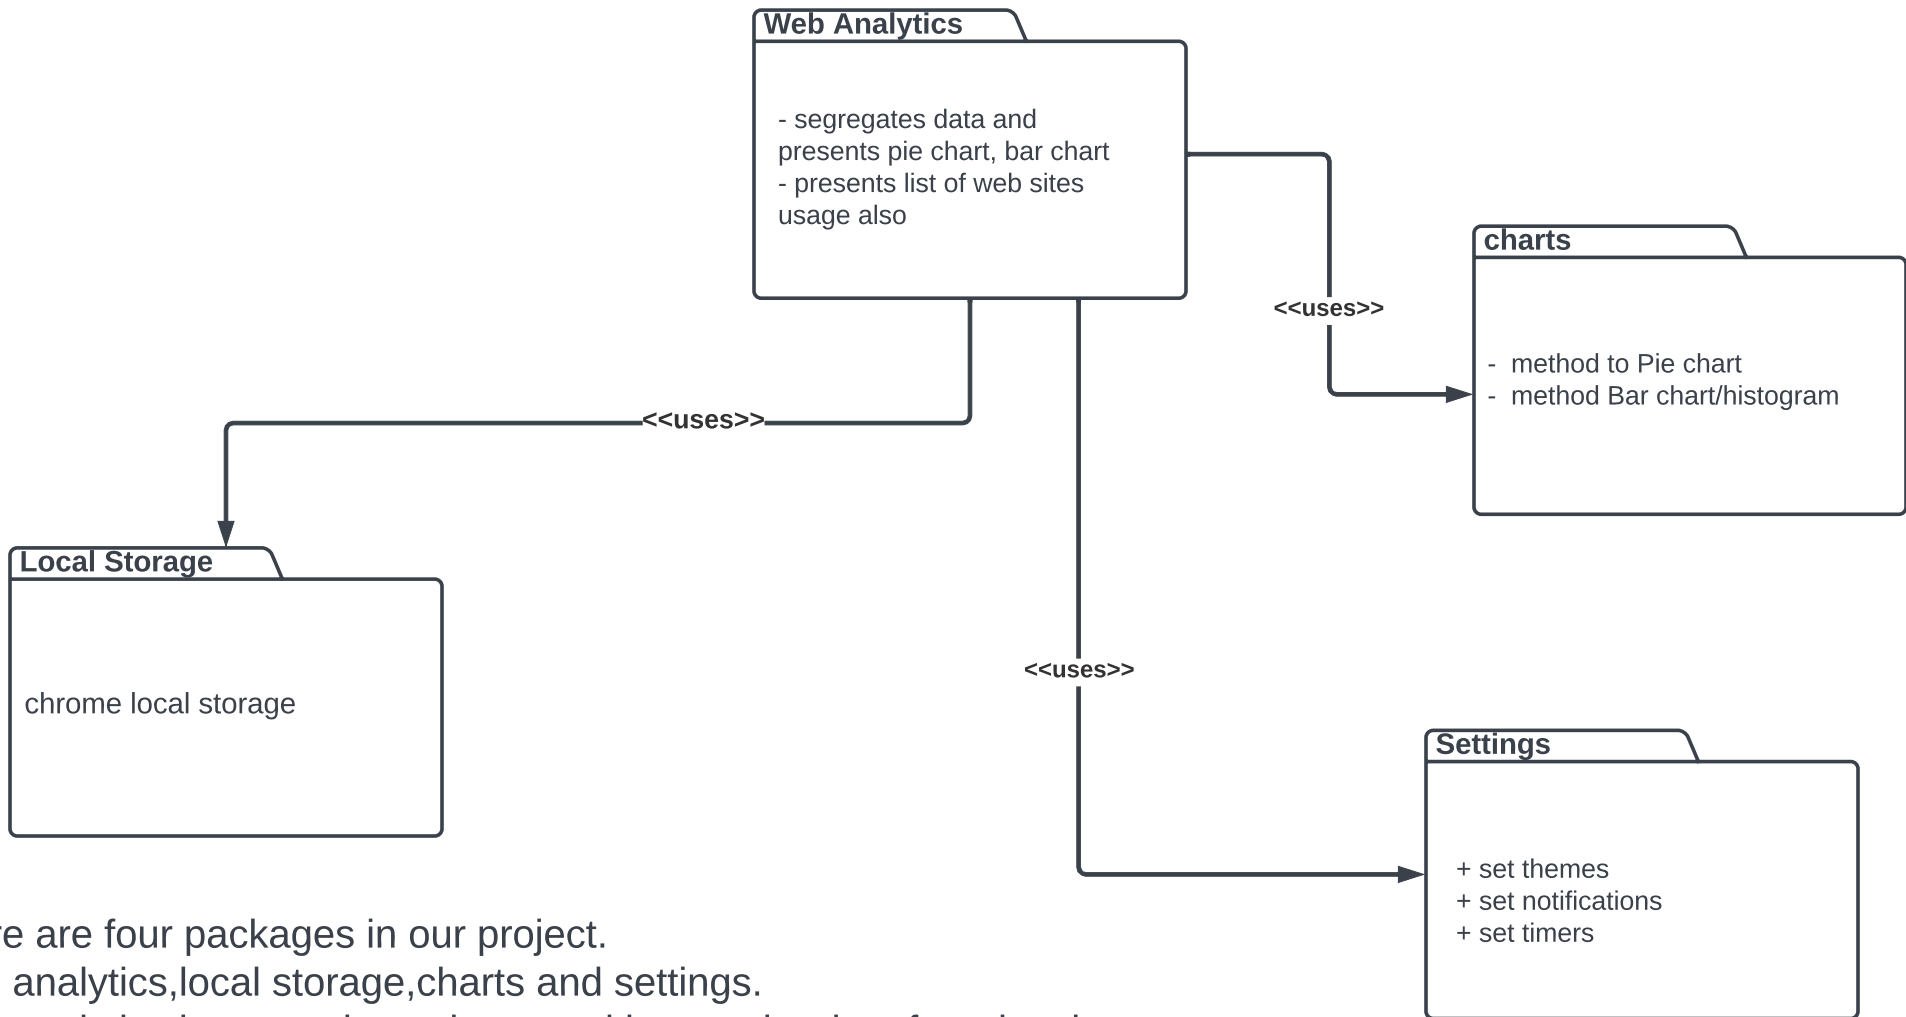 Web Analytics
- segregates data and
presents pie chart, bar chart
- presents list of web sites
usage also
charts
<<uses>>
- method to Pie chart
- method Bar chart/histogram
<<uses>>
Local Storage
<<uses>>
chrome local storage
Settings
+ set themes
+ set notifications
+ set timers
are four packages in our project.
analytics,local storage,charts and settings.